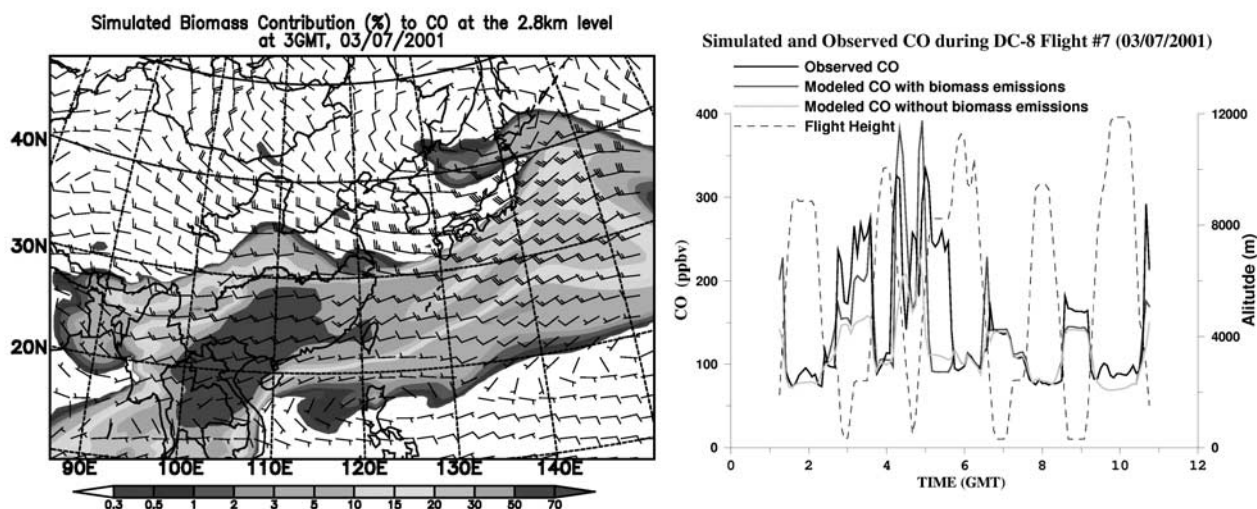 Simulated Biomass Contribution (%) to CO at the 2.8km level
at 3GMT, 03/07/2001
40N
30N
20N
90E 100E 110E 120E 130E 140E
0.3 0.5 1 2 3 5 10 15 20 30 50 70
Simulated and Observed CO during DC-8 Flight #7 (03/07/2001)
Observed CO
Modeled CO with biomass emissions
Modeled CO without biomass emissions
Flight Height
400 12000
300
8000
200
4000
100
0 0
CO (ppbv)
Aliitutde (m)
0 2 4 6 8 10 12
TIME (GMT)